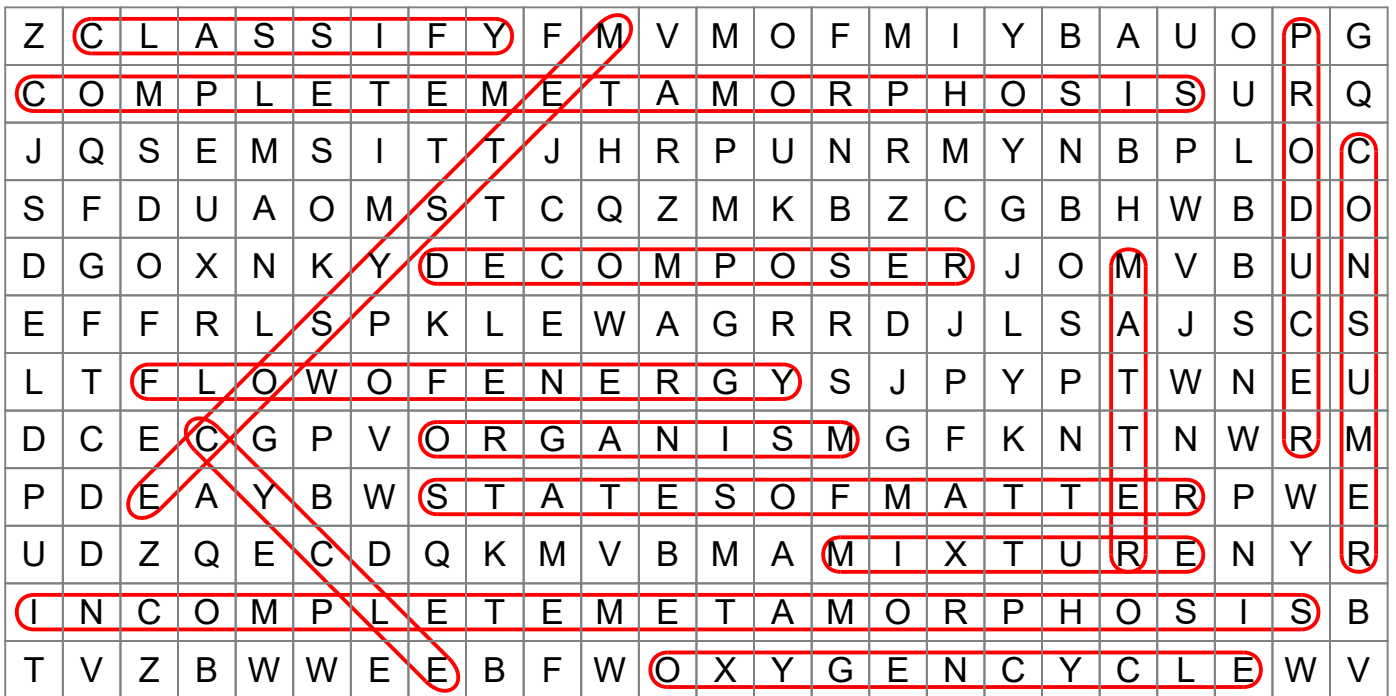 Z C L A S S I F Y F M V M O F M I Y B A U O P G
C O M P L E T E M E T A M O R P H O S I S U R Q
J Q S E M S I T T J H R P U N R M Y N B P L O C
S F D U A O M S T C Q Z M K B Z C G B H W B D O
D G O X N K Y D E C O M P O S E R J O M V B U N
E F F R L S P K L E W A G R R D J L S A J S C S
L T F L O W O F E N E R G Y S J P Y P T W N E U
D C E C G P V O R G A N I S M G F K N T N W R M
P D E A Y B W S T A T E S O F M A T T E R P W E
U D Z Q E C D Q K M V B M A M I X T U R E N Y R
I N C O M P L E T E M E T A M O R P H O S I S B
T V Z B W W E E B F W O X Y G E N C Y C L E W V